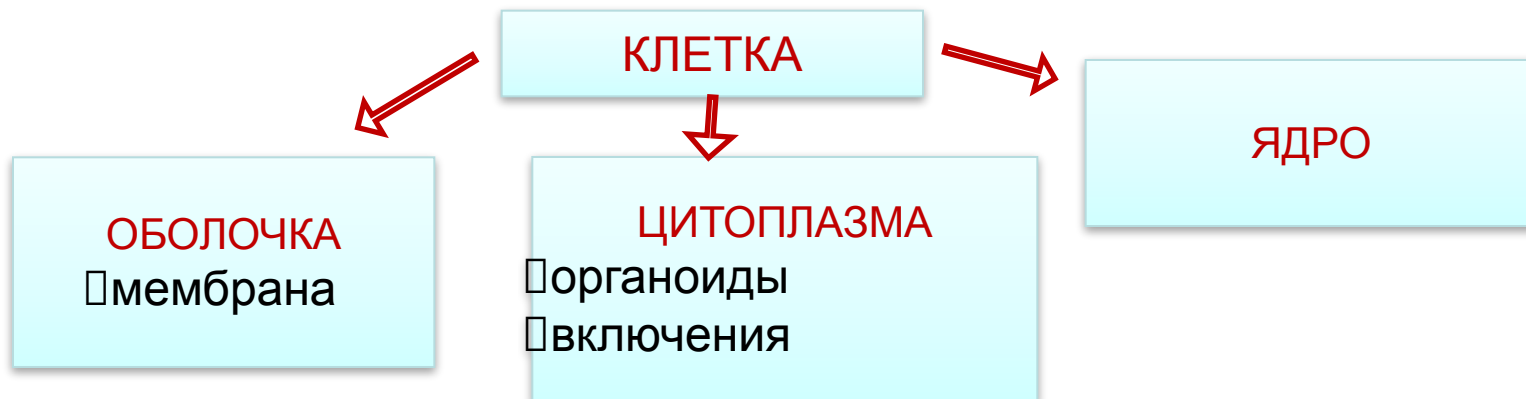 КЛЕТКА
ЯДРО
ОБОЛОЧКА
мембрана
ЦИТОПЛАЗМА
органоиды
включения